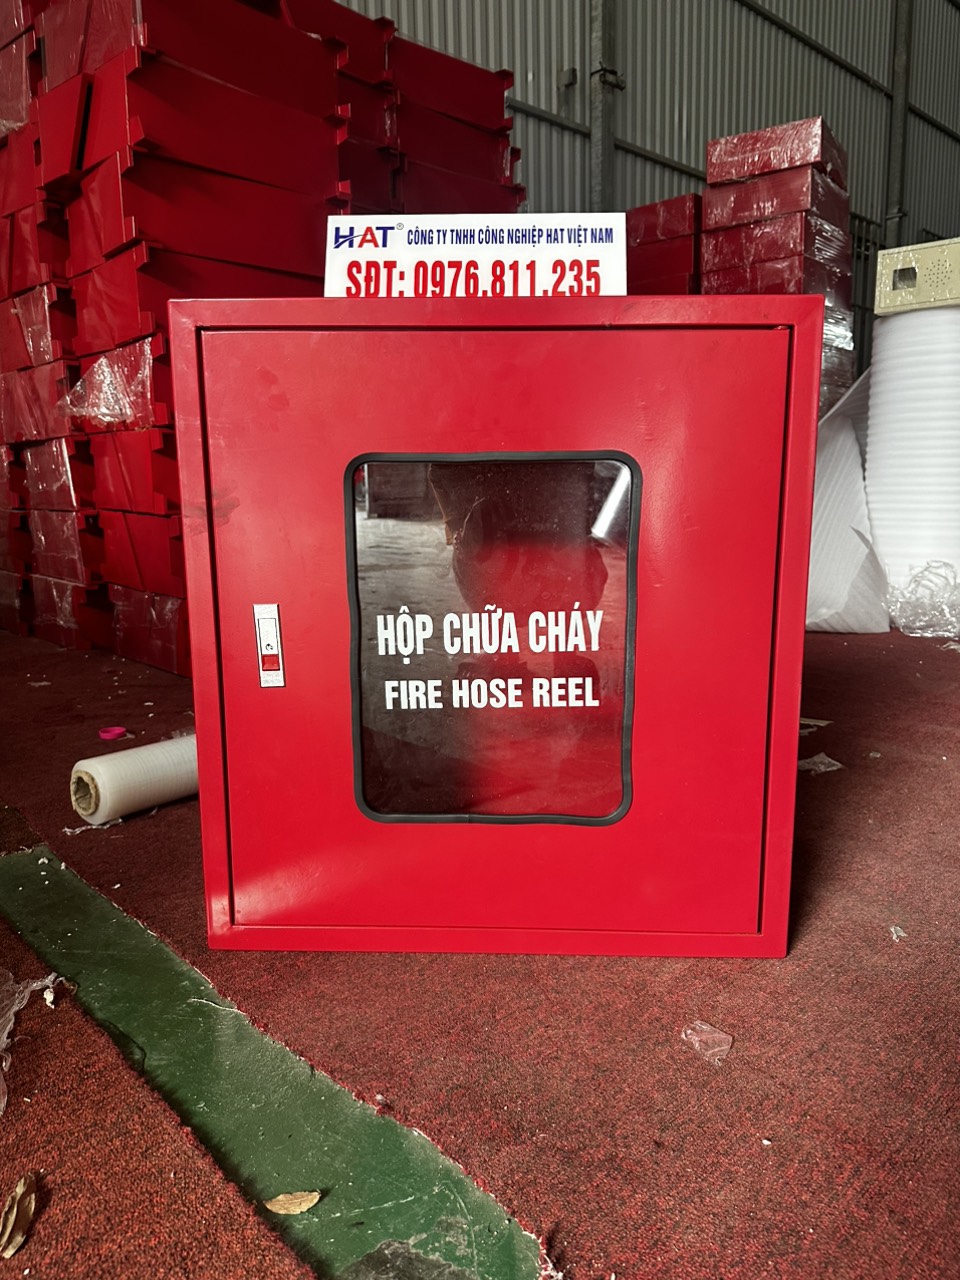 HAT® CÔNG TY TNHH CÔNG NGHIỆP HAT VIỆT NAM
SĐT: 0976.811.235
HỘP CHỮA CHÁY
FIRE HOSE REEL